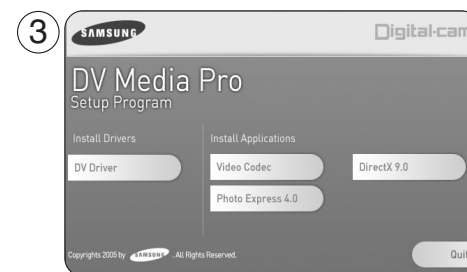 3
SAMSUNG
Digital-cam
DV Media Pro
Setup Program
Install Drivers
Install Applications
DV Driver
Video Codec
DirectX 9.0
Photo Express 4.0
Copyrights 2005 by SAMSUNG . All Rights Reserved.
Quit